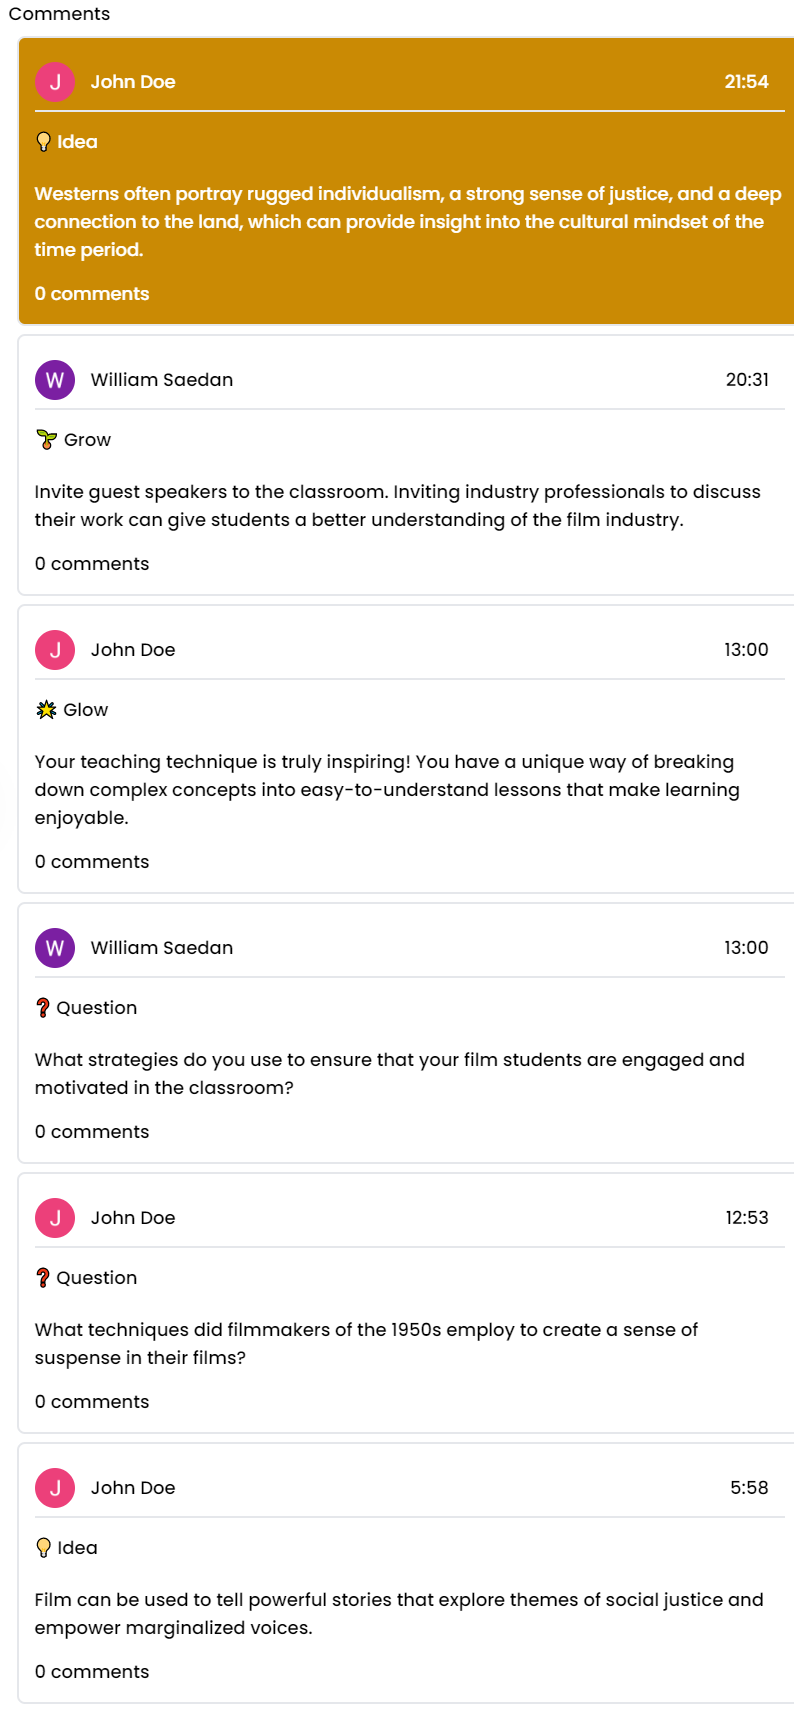 Comments
J John Doe 21:54
Idea
Westerns often portray rugged individualism, a strong sense of justice, and a deep
connection to the land, which can provide insight into the cultural mindset of the
time period.
0 comments
W William Saedan 20:31
Grow
Invite guest speakers to the classroom. Inviting industry professionals to discuss
their work can give students a better understanding of the film industry.
0 comments
J John Doe 13:00
Glow
Your teaching technique is truly inspiring! You have a unique way of breaking
down complex concepts into easy-to-understand lessons that make learning
enjoyable.
0 comments
W William Saedan 13:00
❓ Question
What strategies do you use to ensure that your film students are engaged and
motivated in the classroom?
0 comments
J John Doe 12:53
❓ Question
What techniques did filmmakers of the 1950s employ to create a sense of
suspense in their films?
0 comments
J John Doe 5:58
Idea
Film can be used to tell powerful stories that explore themes of social justice and
empower marginalized voices.
0 comments